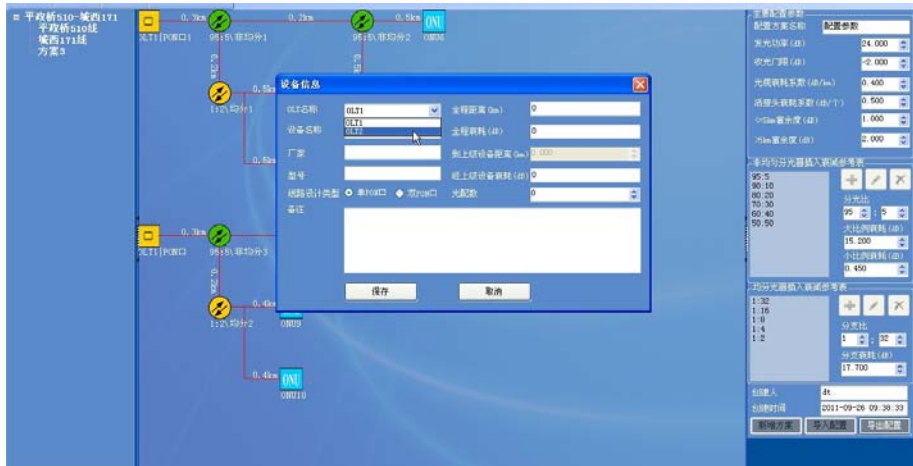 平政桥510-城西171
平政桥510线
城西171线
方案3
0.3km
0.2km
0.5km
ONU
OLT1[PON口]1
95:5\非均分1
95:5\非均分2
ONU4
1:2\均分1
设备信息
OLT名称
OLT1
OLT1
OLT2
全程距离(km)
0
设备名称
全程衰耗(dB)
0
厂家
到上级设备距离(km)
0.000
型号
经上级设备衰耗(dB)
0
线路设计类型
单PON口
双PON口
光配数
0
备注
保存
取消
0.3km
OLT1[PON口
95:5\非均分3
0.2km
1:2\均分2
0.4km
ONU9
0.4km
ONU
ONU10
主要配置参数
配置方案名称
配置参数
发光功率(dB)
24.000
收光门限(dB)
-2.000
光缆衰耗系数(dB/km)
0.400
活接头衰耗系数(dB/个)
0.500
<=5km富余度(dB)
1.000
>5km富余度(dB)
2.000
非均匀分光器插入衰减参考表
95:5
90:10
80:20
70:30
60:40
50:50
分光比
95 : 5
大比例衰耗(dB)
15.200
小比例衰耗(dB)
0.450
均分光器插入衰减参考表
1:32
1:16
1:8
1:4
1:2
分支比
1 : 32
分支衰耗(dB)
17.700
创建人
dt
创建时间
2011-09-26 09:38:33
新增方案
导入配置
导出配置